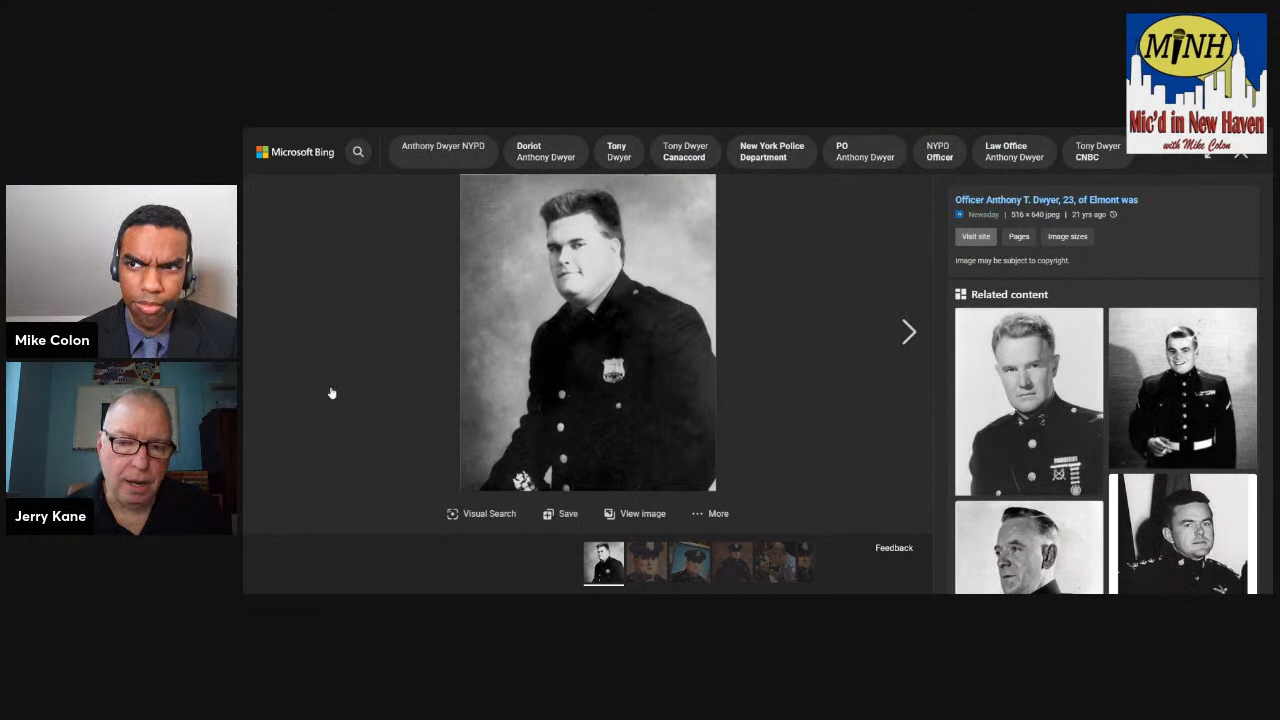 MiNH
Mic'd in New Haven
with Mike Colon
Microsoft Bing
Anthony Dwyer NYPD
Doriot
Anthony Dwyer
Tony
Dwyer
Tony Dwyer
Canaccord
New York Police
Department
PO
Anthony Dwyer
NYPD
Officer
Law Office
Anthony Dwyer
Tony Dwyer
CNBC
Officer Anthony T. Dwyer, 23, of Elmont was
Newsday | 516 × 640 jpeg | 21 yrs ago
Visit site
Pages
Image sizes
Image may be subject to copyright.
Related content
Mike Colon
Jerry Kane
Visual Search
Save
View image
More
Feedback